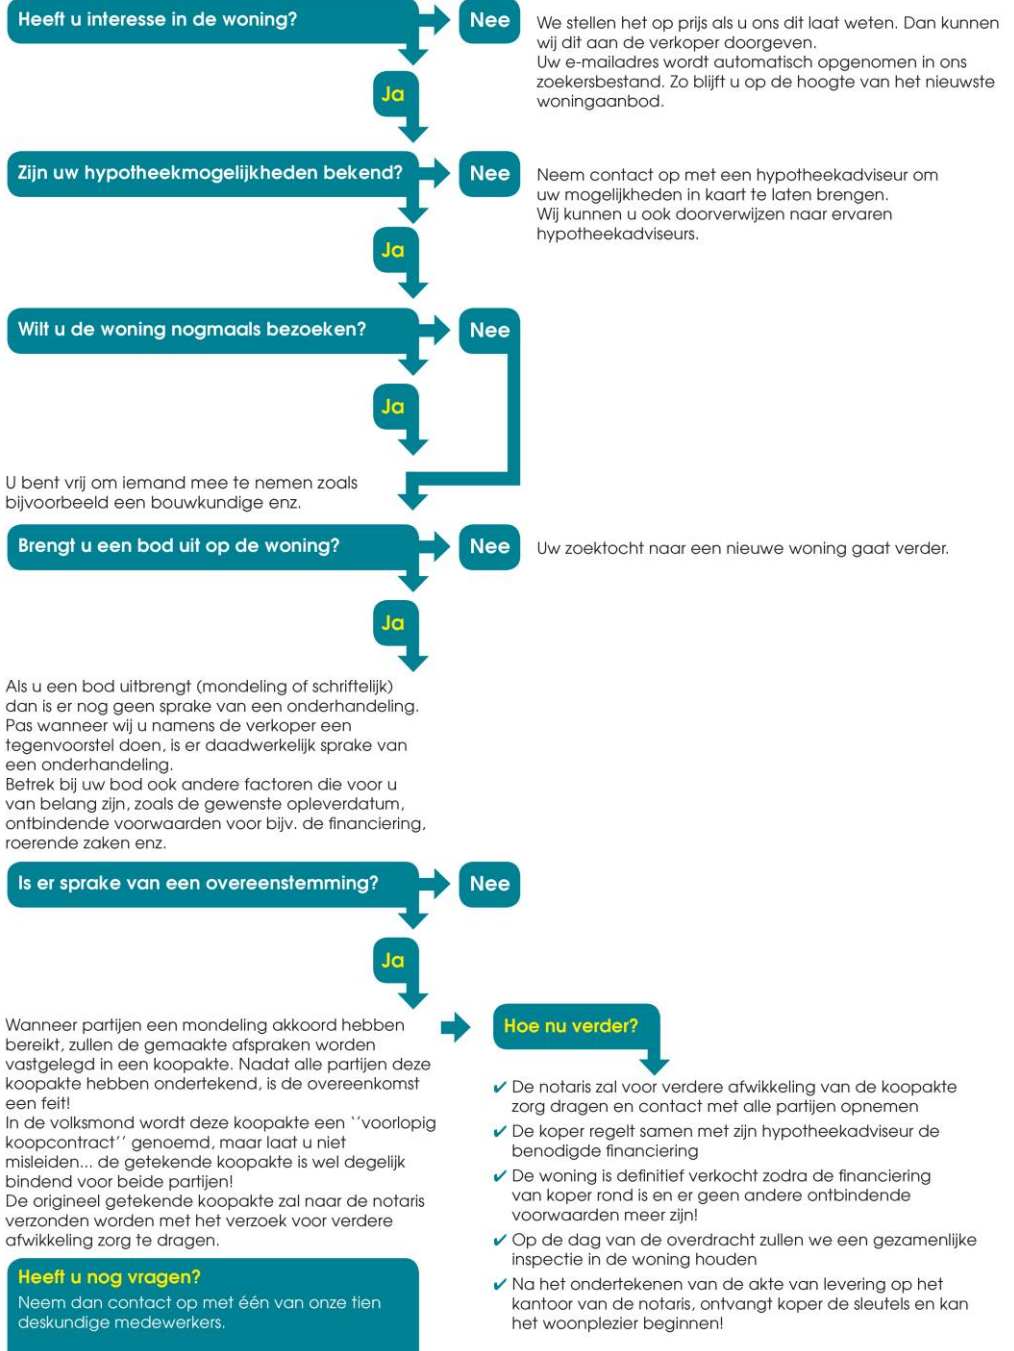 Heeft u interesse in de woning?
Nee
We stellen het op prijs als u ons dit laat weten. Dan kunnen
wij dit aan de verkoper doorgeven.
Uw e-mailadres wordt automatisch opgenomen in ons
zoekersbestand. Zo blijft u op de hoogte van het nieuwste
woningaanbod.
Ja
Zijn uw hypotheekmogelijkheden bekend?
Nee
Neem contact op met een hypotheekadviseur om
uw mogelijkheden in kaart te laten brengen.
Wij kunnen u ook doorverwijzen naar ervaren
hypotheekadviseurs.
Ja
Wilt u de woning nogmaals bezoeken?
Nee
Ja
U bent vrij om iemand mee te nemen zoals
bijvoorbeeld een bouwkundige enz.
Brengt u een bod uit op de woning?
Nee
Uw zoektocht naar een nieuwe woning gaat verder.
Ja
Als u een bod uitbrengt (mondeling of schriftelijk)
dan is er nog geen sprake van een onderhandeling.
Pas wanneer wij u namens de verkoper een
tegenvoorstel doen, is er daadwerkelijk sprake van
een onderhandeling.
Betrek bij uw bod ook andere factoren die voor u
van belang zijn, zoals de gewenste opleverdatum,
ontbindende voorwaarden voor bijv. de financiering,
roerende zaken enz.
Is er sprake van een overeenstemming?
Nee
Ja
Wanneer partijen een mondeling akkoord hebben
bereikt, zullen de gemaakte afspraken worden
vastgelegd in een koopakte. Nadat alle partijen deze
koopakte hebben ondertekend, is de overeenkomst
een feit!
In de volksmond wordt deze koopakte een ``voorlopig
koopcontract'' genoemd, maar laat u niet
misleiden... de getekende koopakte is wel degelijk
bindend voor beide partijen!
De origineel getekende koopakte zal naar de notaris
verzonden worden met het verzoek voor verdere
afwikkeling zorg te dragen.
Heeft u nog vragen?
Neem dan contact op met één van onze tien
deskundige medewerkers.
Hoe nu verder?
✔ De notaris zal voor verdere afwikkeling van de koopakte
zorg dragen en contact met alle partijen opnemen
✔ De koper regelt samen met zijn hypotheekadviseur de
benodigde financiering
✔ De woning is definitief verkocht zodra de financiering
van koper rond is en er geen andere ontbindende
voorwaarden meer zijn!
✔ Op de dag van de overdracht zullen we een gezamenlijke
inspectie in de woning houden
✔ Na het ondertekenen van de akte van levering op het
kantoor van de notaris, ontvangt koper de sleutels en kan
het woonplezier beginnen!